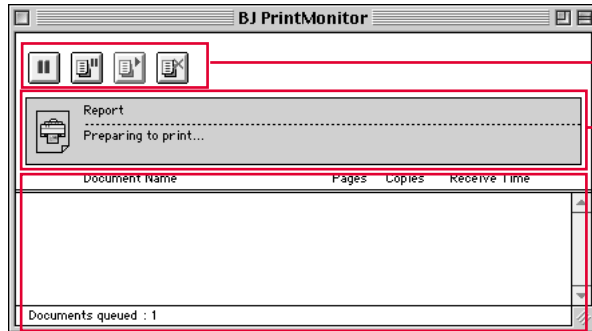 BJ PrintMonitor
Report
Preparing to print...
Document Name Pages Copies Receive Time
Documents queued : 1